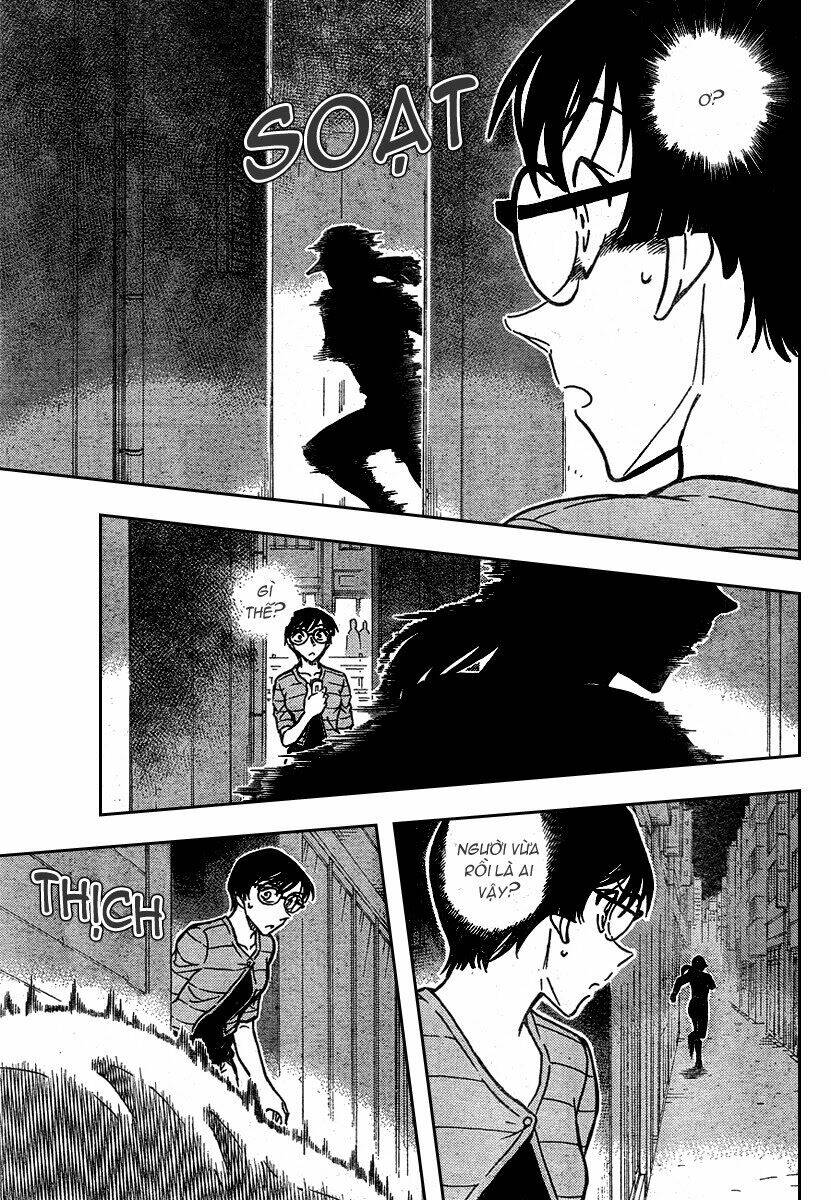 Ơ?
SOẠT
GÌ
THẾ?
NGƯỜI VỪA
RỒI LÀ AI
VẬY?
THỊCH